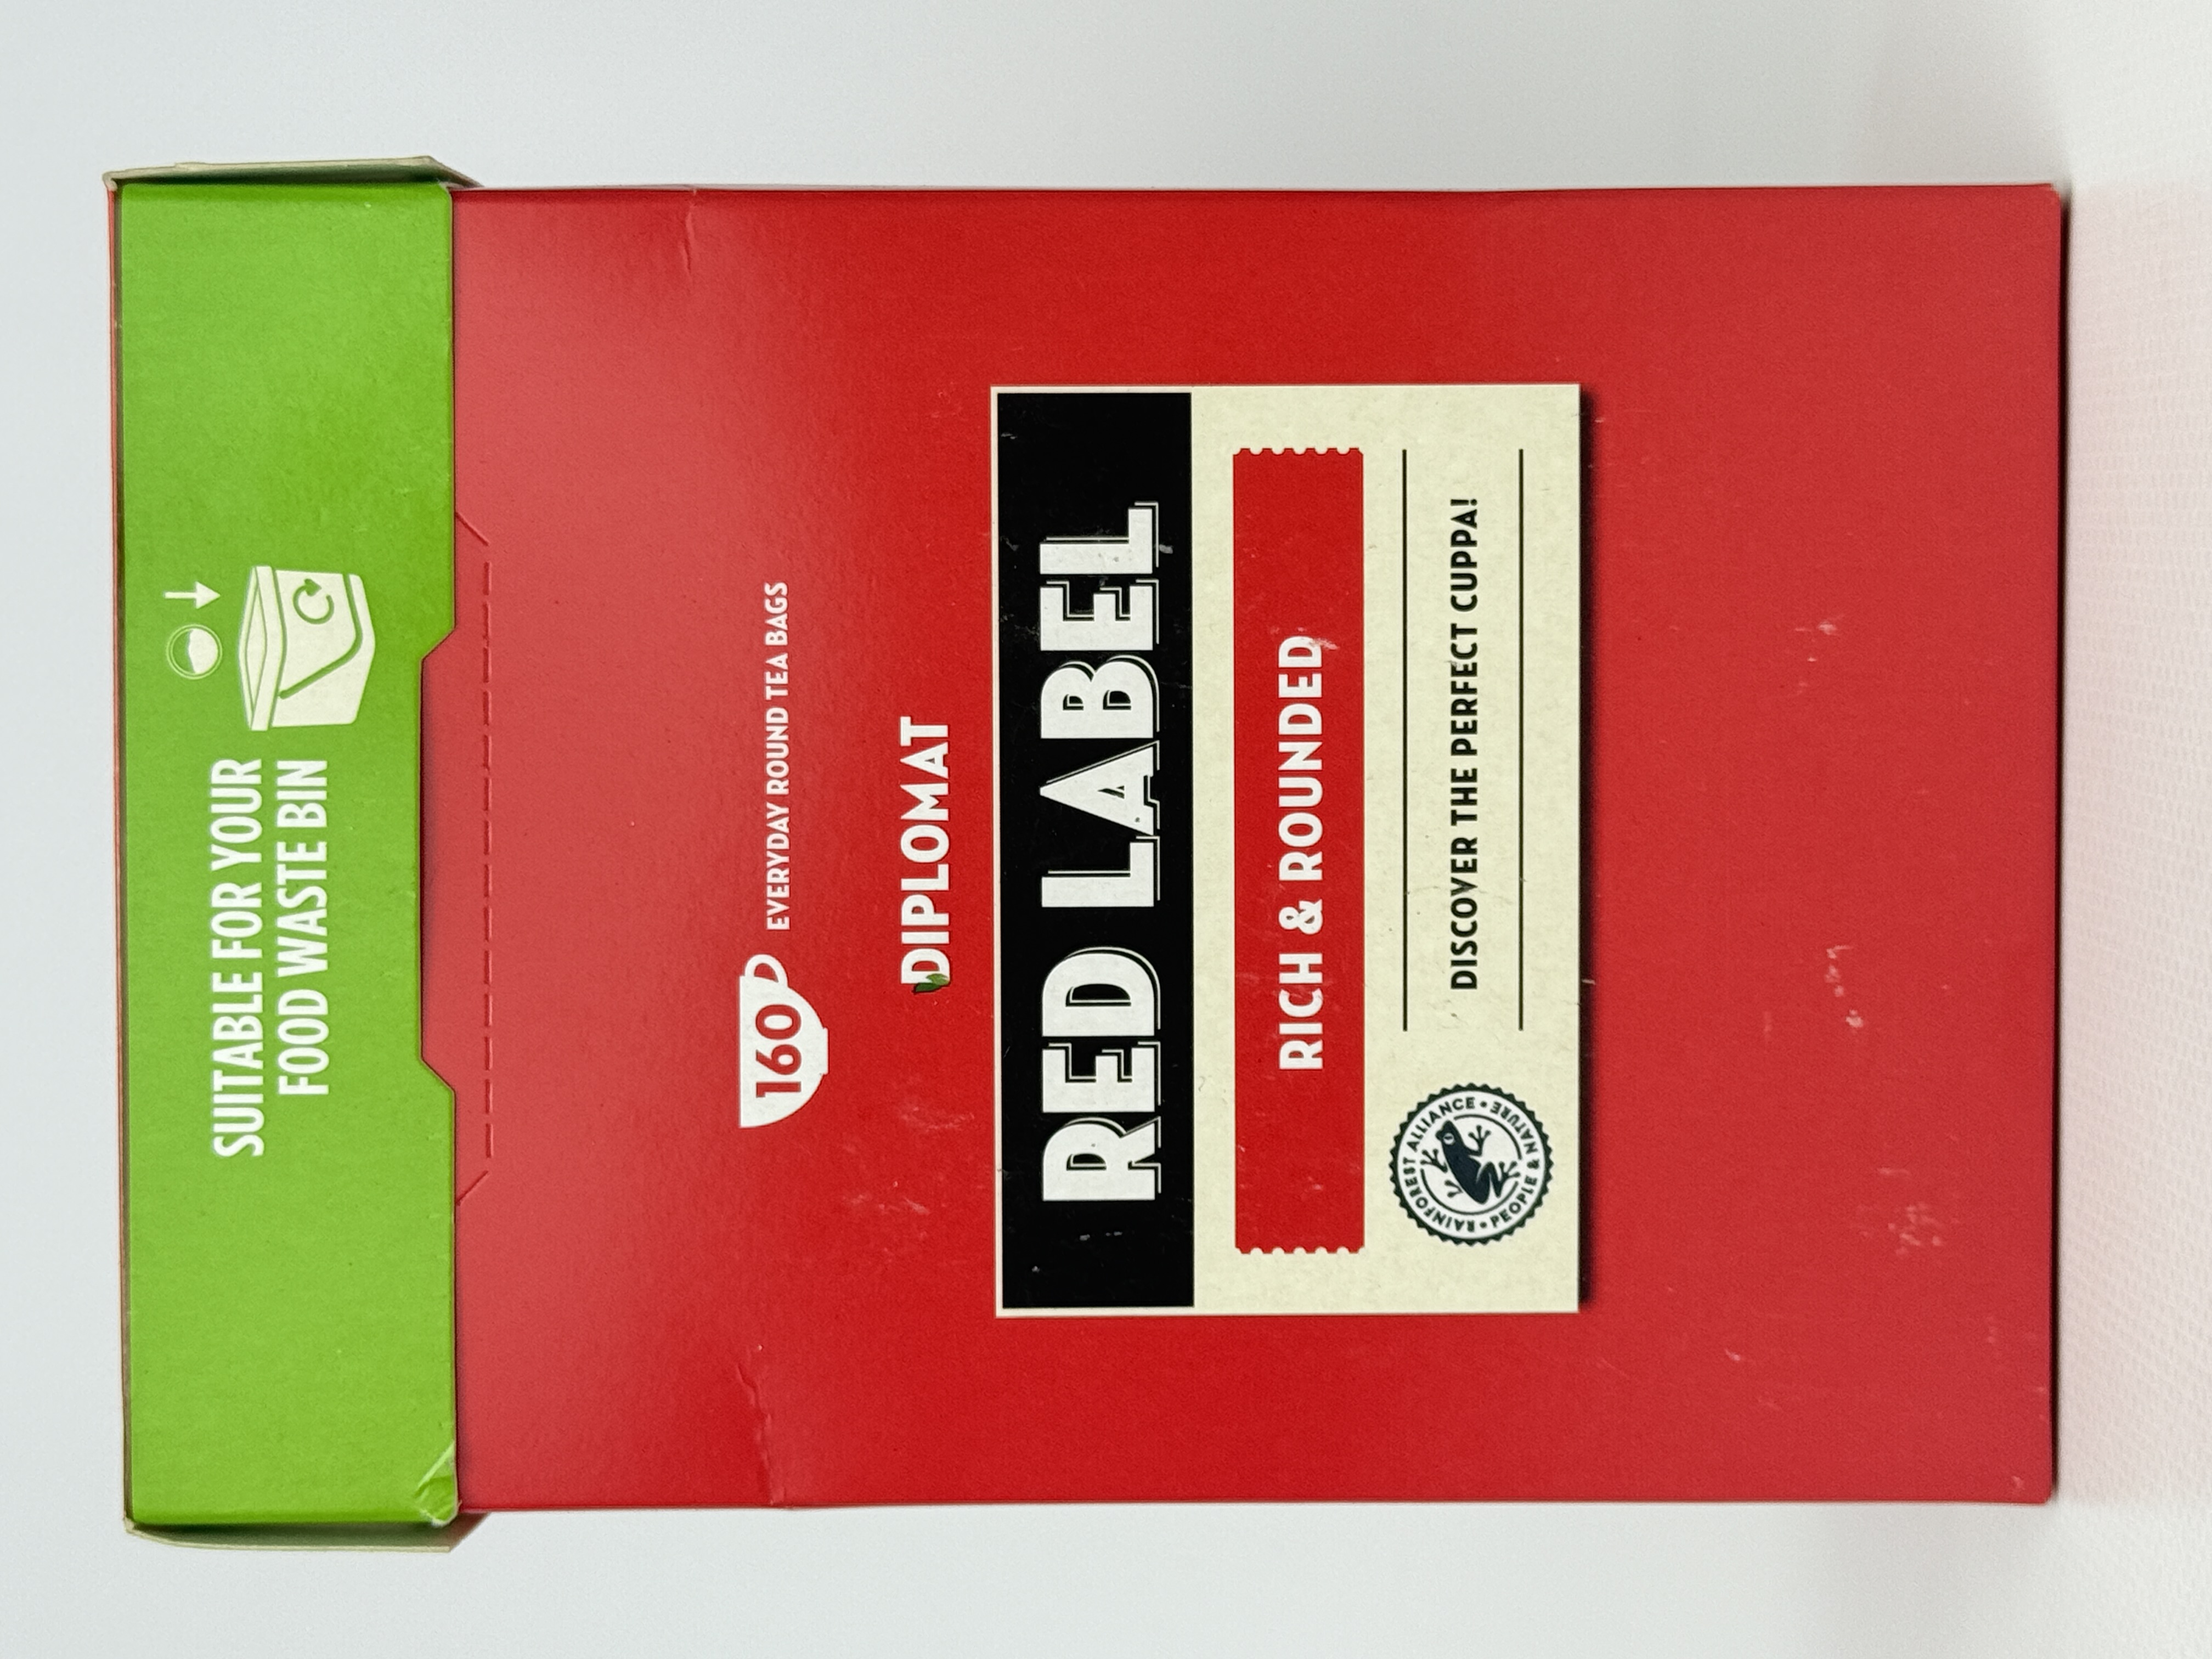 SUITABLE FOR YOUR
FOOD WASTE BIN
160 EVERYDAY ROUND TEA BAGS
DIPLOMAT
RED LABEL
RICH & ROUNDED
DISCOVER THE PERFECT CUPPA!
RAINFOREST ALLIANCE • PEOPLE & NATURE •